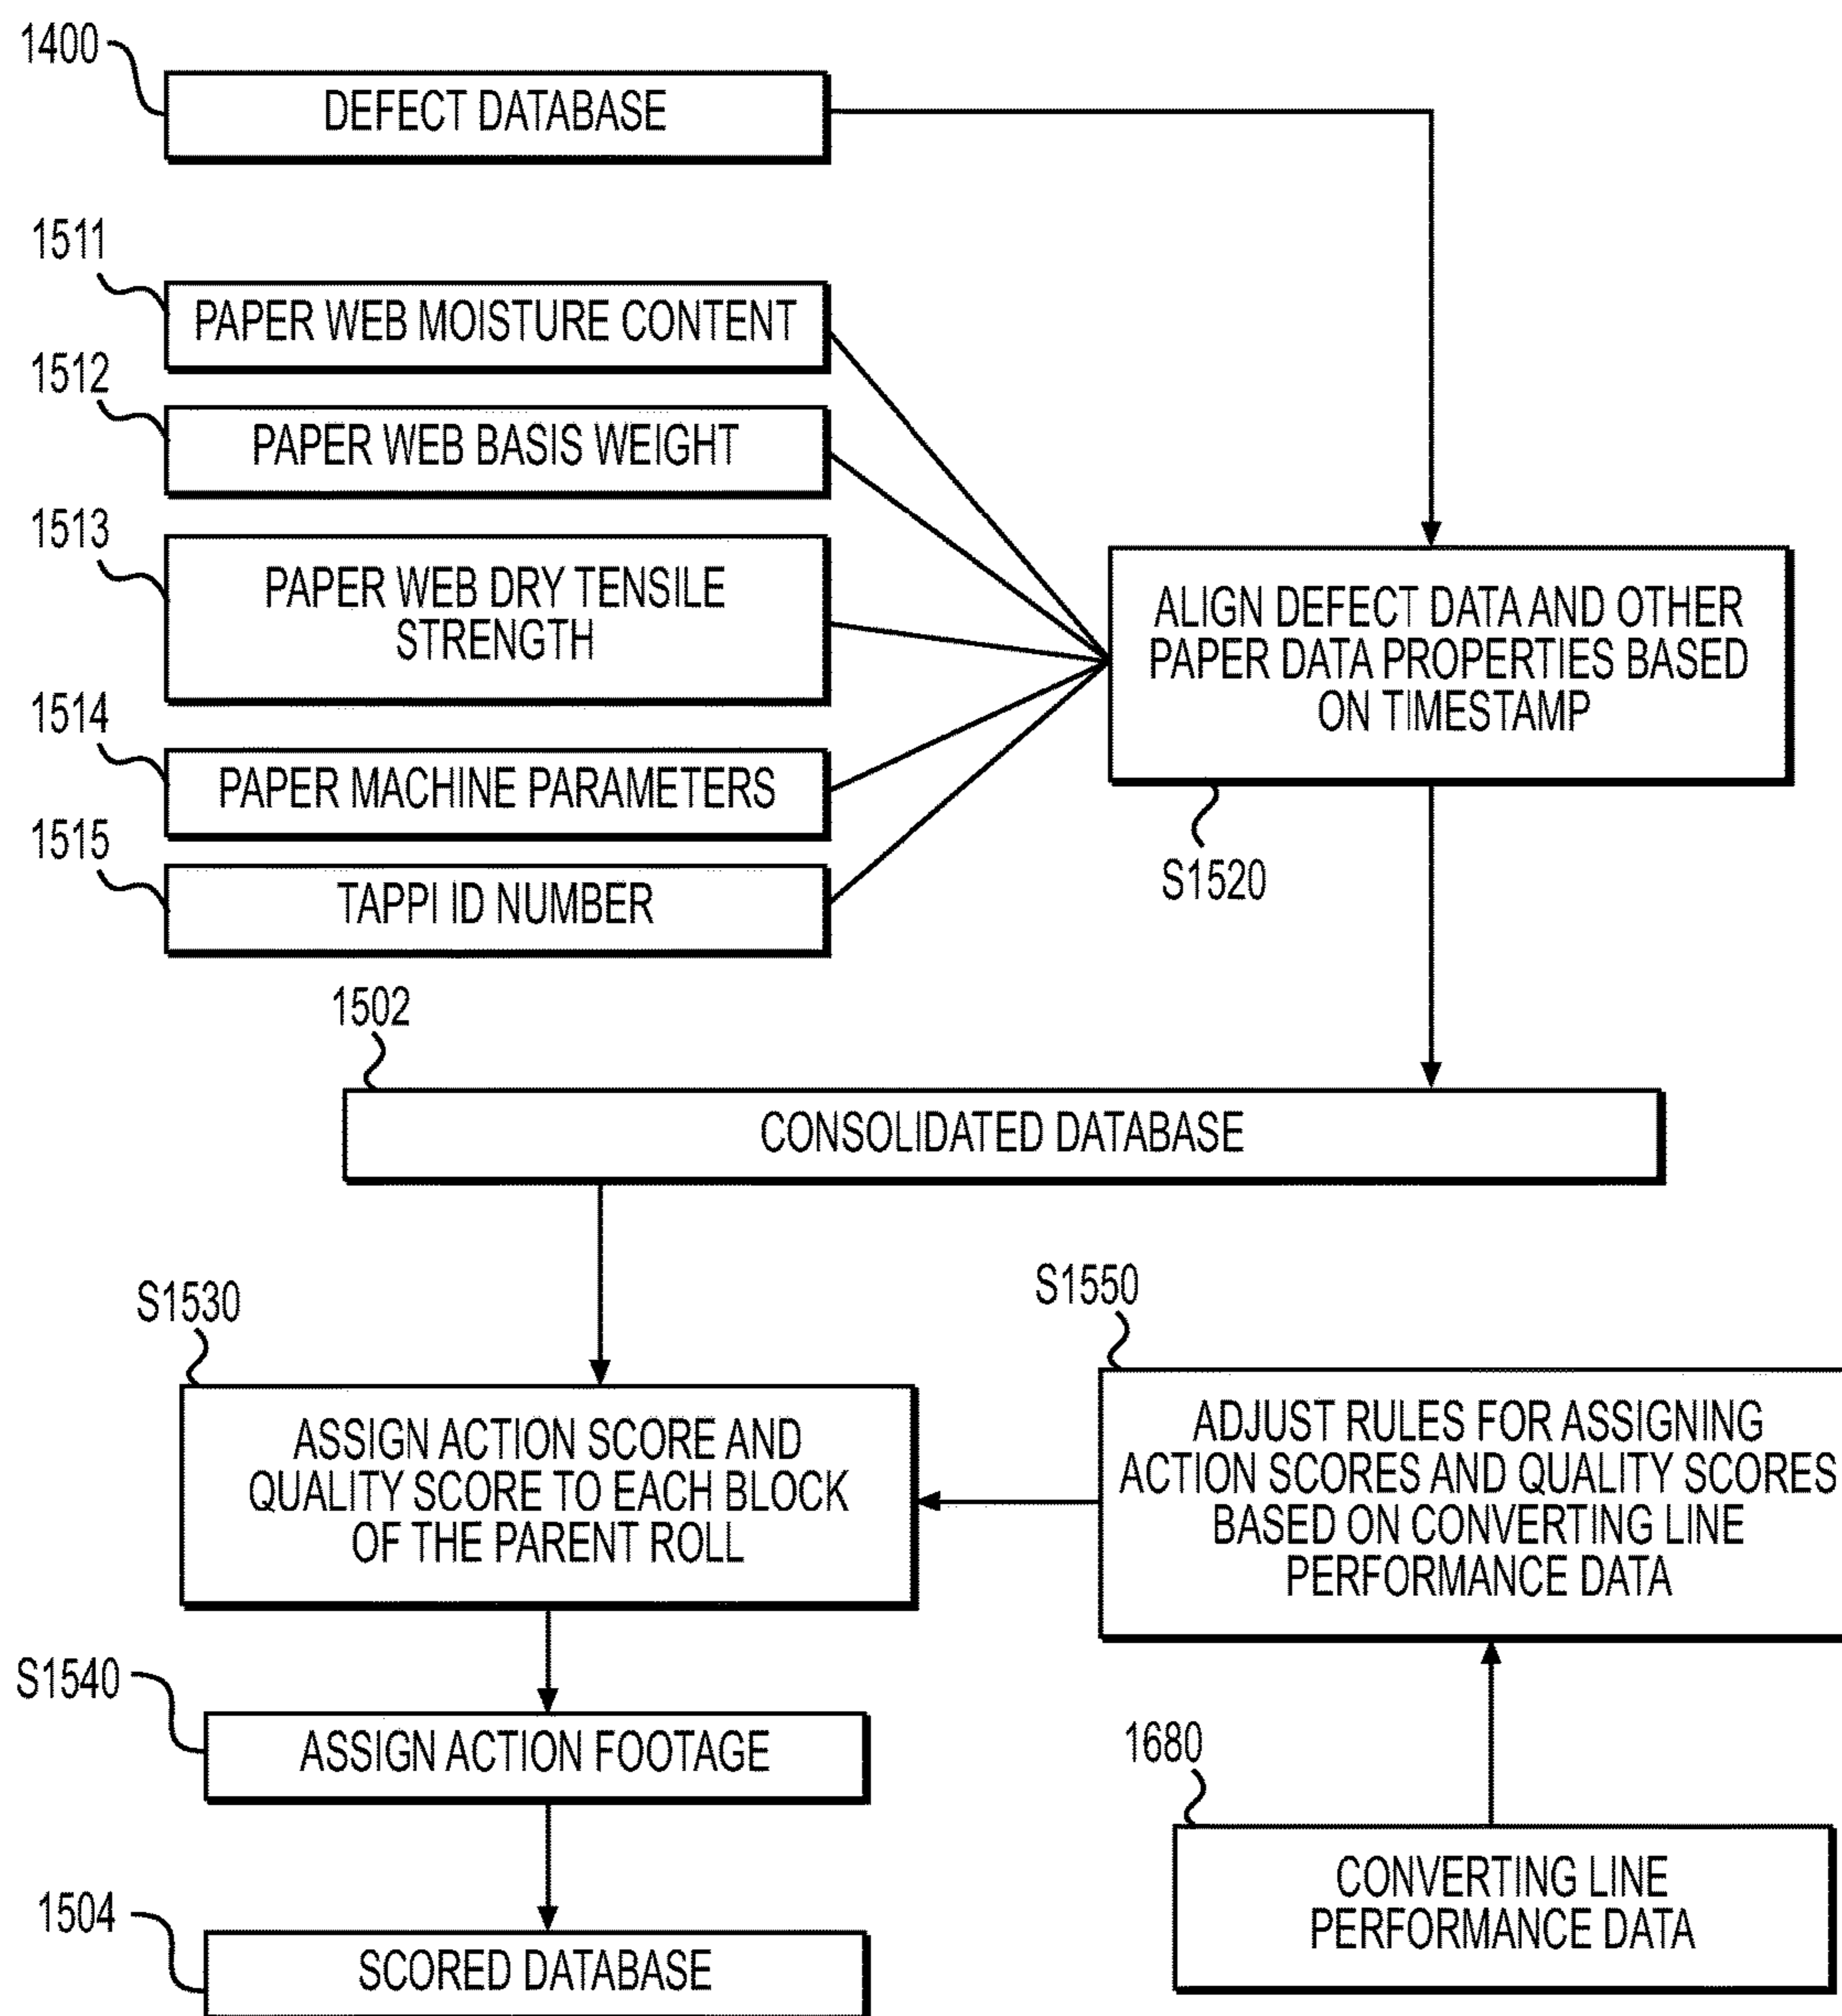 1400
DEFECT DATABASE
1511
PAPER WEB MOISTURE CONTENT
1512
PAPER WEB BASIS WEIGHT
1513
PAPER WEB DRY TENSILE
STRENGTH
1514
PAPER MACHINE PARAMETERS
1515
TAPPI ID NUMBER
ALIGN DEFECT DATA AND OTHER
PAPER DATA PROPERTIES BASED
ON TIMESTAMP
S1520
1502
CONSOLIDATED DATABASE
S1530
ASSIGN ACTION SCORE AND
QUALITY SCORE TO EACH BLOCK
OF THE PARENT ROLL
S1550
ADJUST RULES FOR ASSIGNING
ACTION SCORES AND QUALITY SCORES
BASED ON CONVERTING LINE
PERFORMANCE DATA
S1540
ASSIGN ACTION FOOTAGE
1680
CONVERTING LINE
PERFORMANCE DATA
1504
SCORED DATABASE